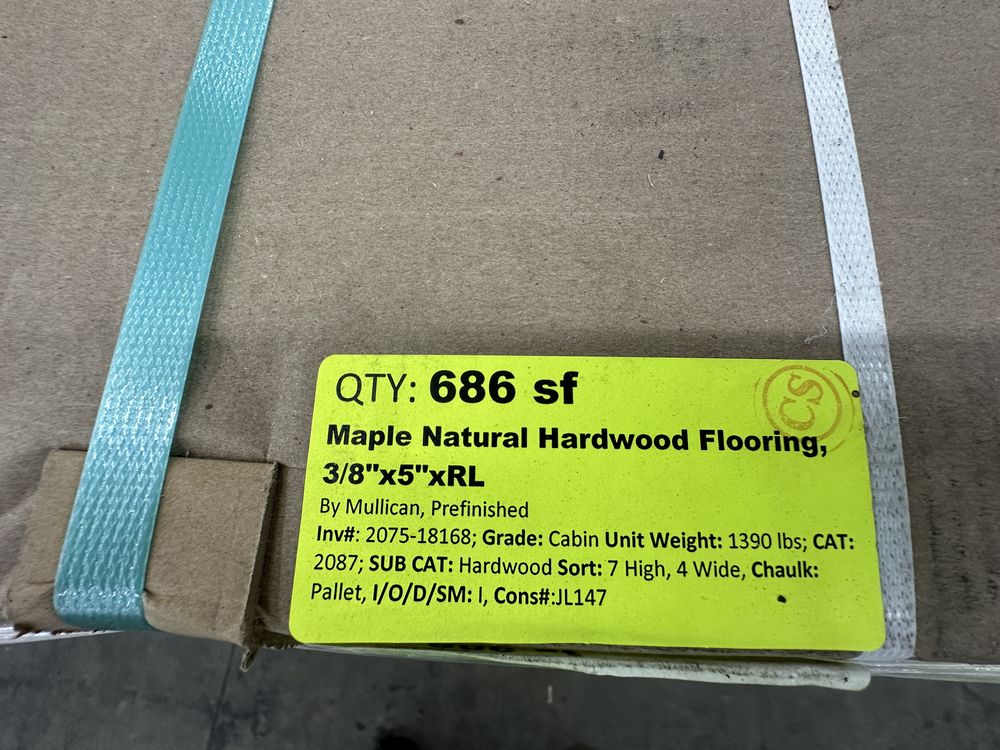 QTY: 686 sf
CS
Maple Natural Hardwood Flooring,
3/8"x5"xRL
By Mullican, Prefinished
Inv#: 2075-18168; Grade: Cabin Unit Weight: 1390 lbs; CAT:
2087; SUB CAT: Hardwood Sort: 7 High, 4 Wide, Chaulk:
Pallet, I/O/D/SM: I, Cons#:JL147